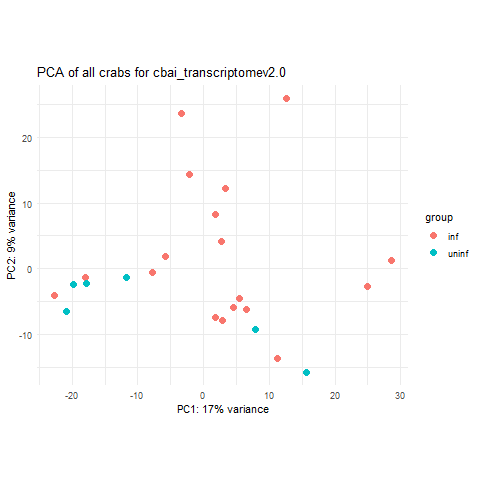 PCA of all crabs for cbai_transcriptomev2.0
PC2: 9% variance
20
10
0
-10
-20
-10
0
10
20
30
PC1: 17% variance
group
inf
uninf